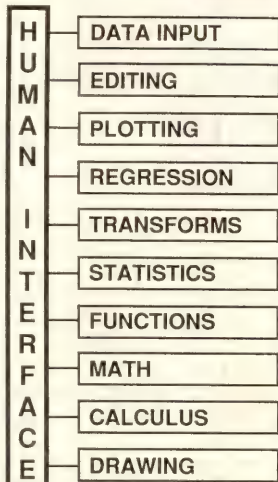 HUMAN INTERFACE
DATA INPUT
EDITING
PLOTTING
REGRESSION
TRANSFORMS
STATISTICS
FUNCTIONS
MATH
CALCULUS
DRAWING